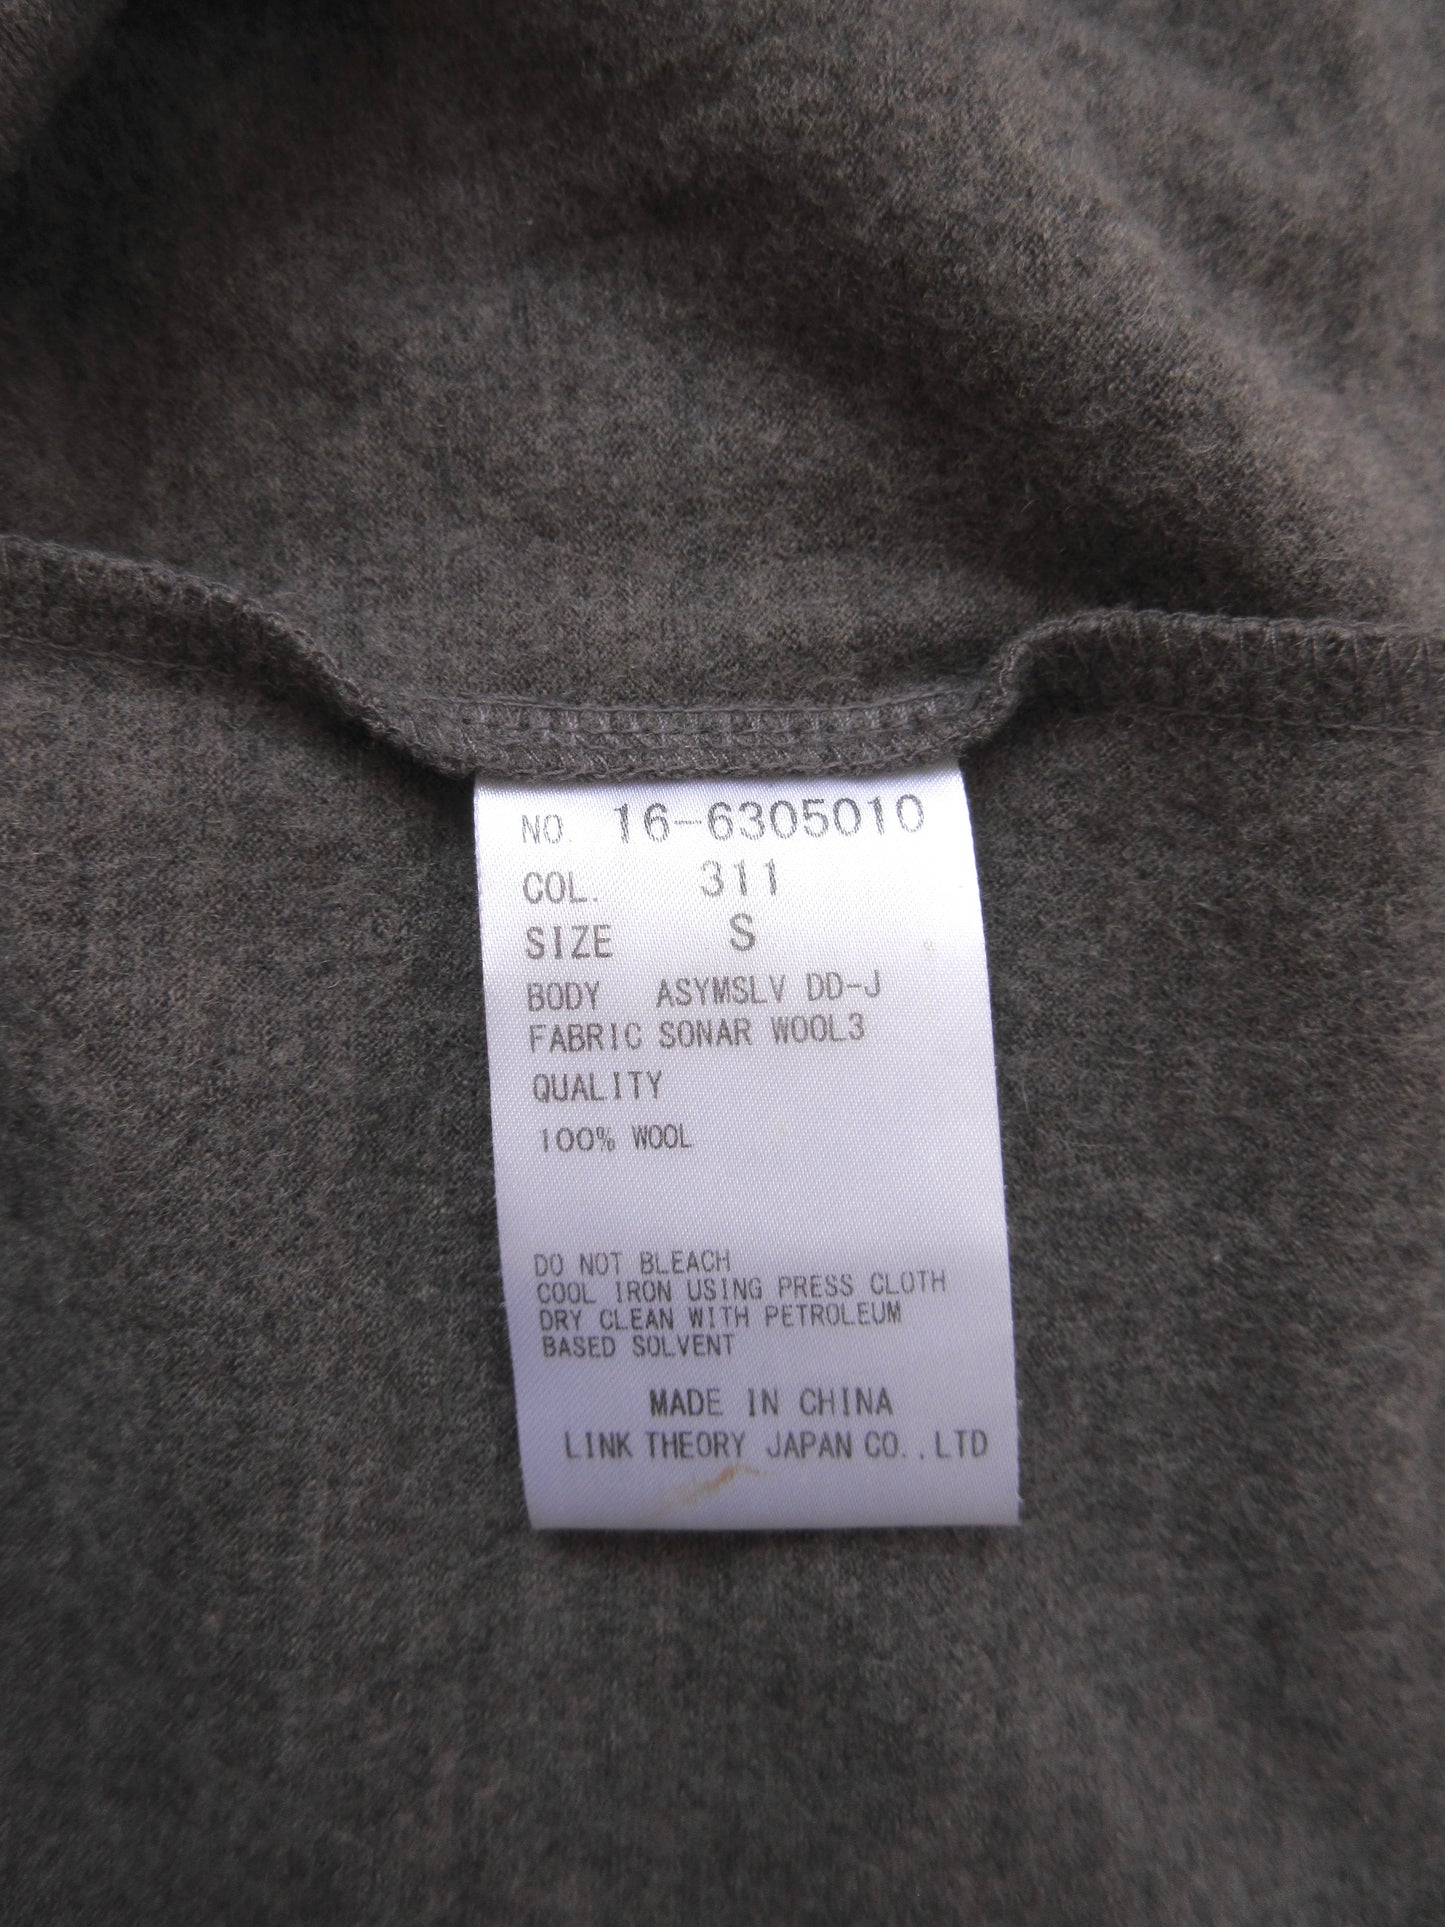 NO. 16-6305010
COL. 311
SIZE S
BODY ASYMSLV DD-J
FABRIC SONAR WOOL3
QUALITY
100% WOOL
DO NOT BLEACH
COOL IRON USING PRESS CLOTH
DRY CLEAN WITH PETROLEUM
BASED SOLVENT
MADE IN CHINA
LINK THEORY JAPAN CO.,LTD